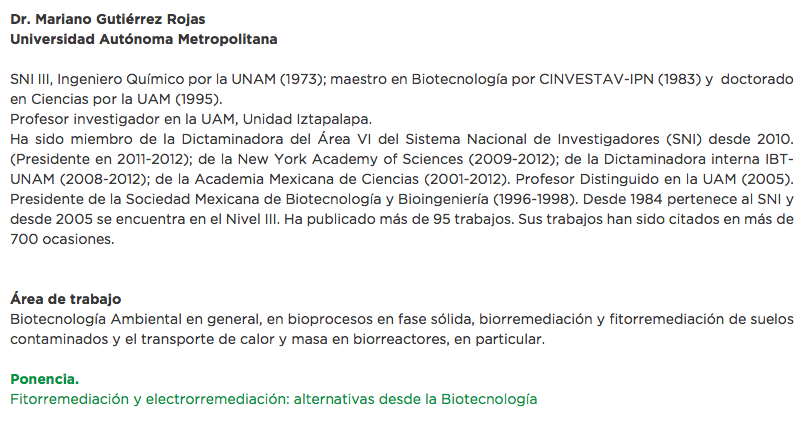 Dr. Mariano Gutiérrez Rojas
Universidad Autónoma Metropolitana
SNI III, Ingeniero Químico por la UNAM (1973); maestro en Biotecnología por CINVESTAV-IPN (1983) y doctorado
en Ciencias por la UAM (1995).
Profesor investigador en la UAM, Unidad Iztapalapa.
Ha sido miembro de la Dictaminadora del Área VI del Sistema Nacional de Investigadores (SNI) desde 2010.
(Presidente en 2011-2012); de la New York Academy of Sciences (2009-2012); de la Dictaminadora interna IBT-
UNAM (2008-2012); de la Academia Mexicana de Ciencias (2001-2012). Profesor Distinguido en la UAM (2005).
Presidente de la Sociedad Mexicana de Biotecnología y Bioingeniería (1996-1998). Desde 1984 pertenece al SNI y
desde 2005 se encuentra en el Nivel III. Ha publicado más de 95 trabajos. Sus trabajos han sido citados en más de
700 ocasiones.
Área de trabajo
Biotecnología Ambiental en general, en bioprocesos en fase sólida, biorremediación y fitorremediación de suelos
contaminados y el transporte de calor y masa en biorreactores, en particular.
Ponencia.
Fitorremediación y electrorremediación: alternativas desde la Biotecnología